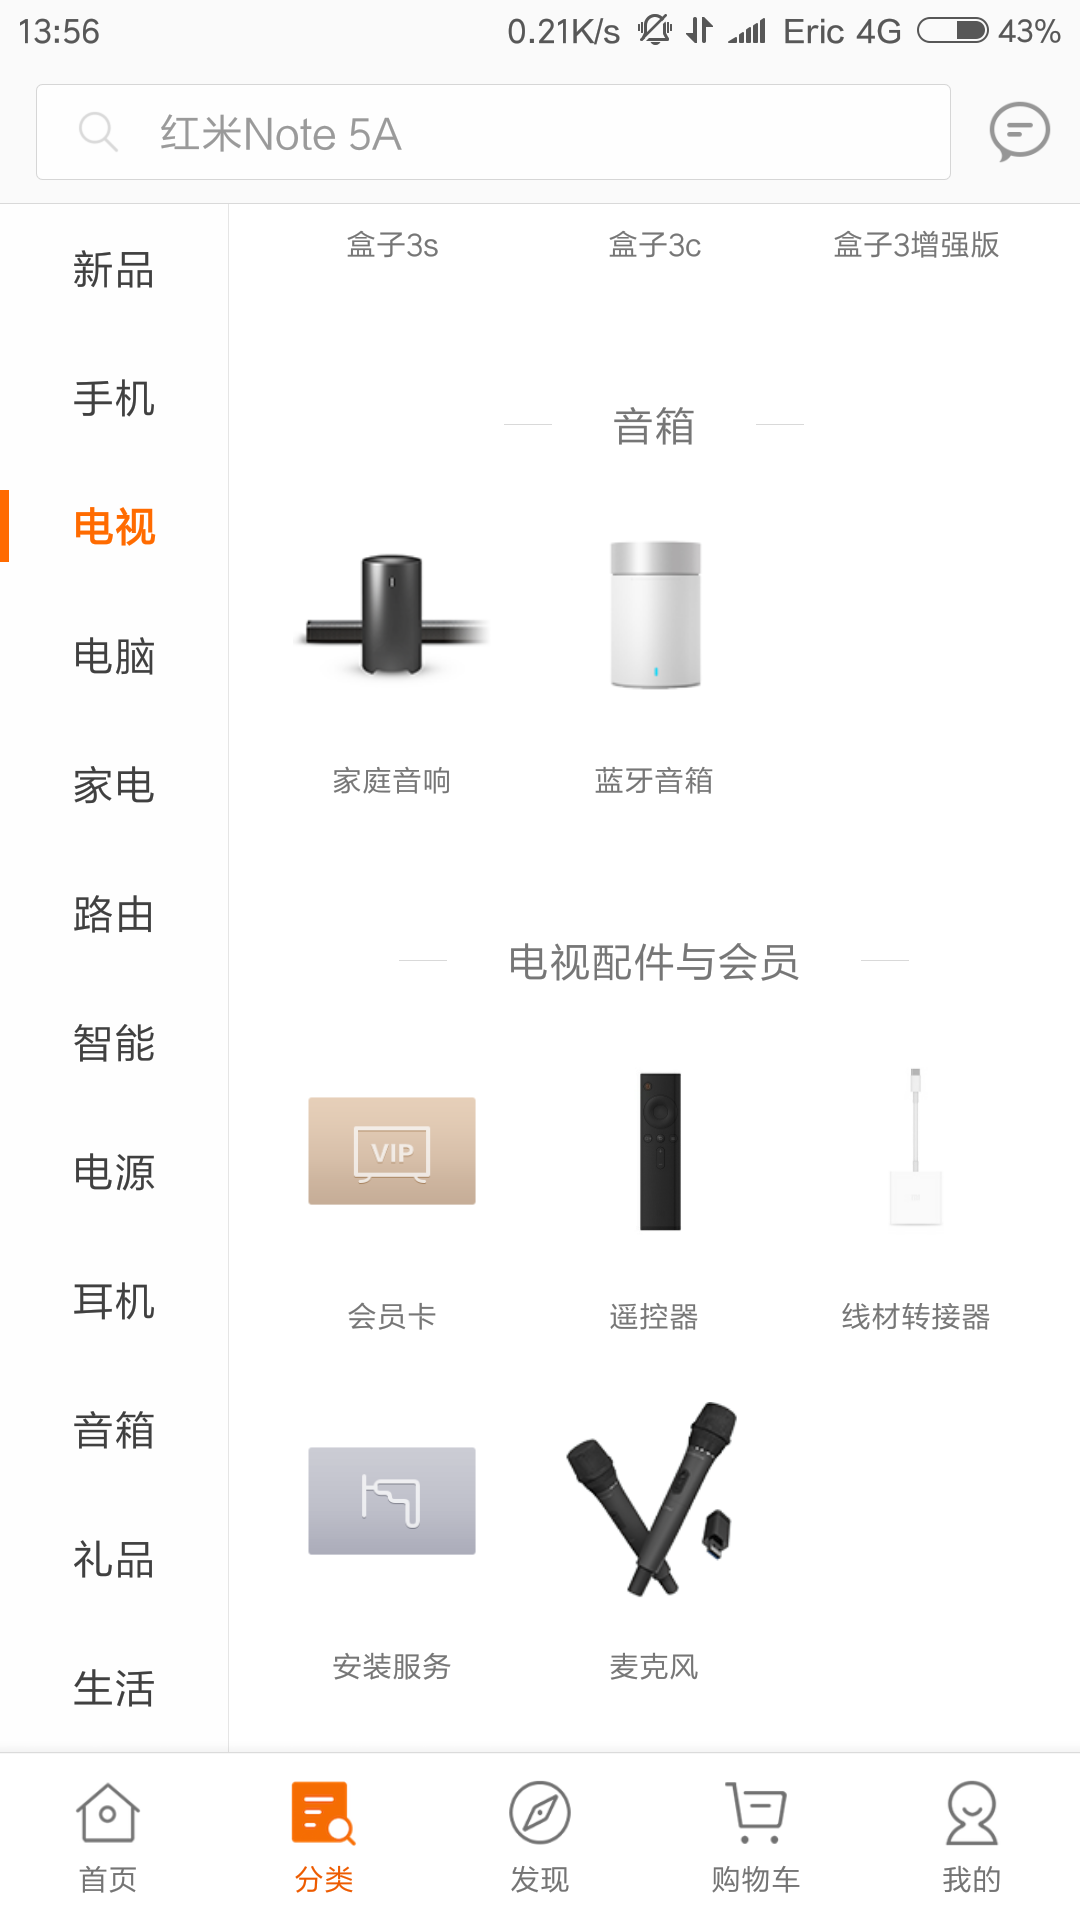 13:56 0.21K/s Eric 4G 43%
红米Note 5A
新品
手机
电视
电脑
家电
路由
智能
电源
耳机
音箱
礼品
生活
盒子3s 盒子3c 盒子3增强版
音箱
家庭音响 蓝牙音箱
电视配件与会员
VIP
会员卡 遥控器 线材转接器
安装服务 麦克风
首页 分类 发现 购物车 我的